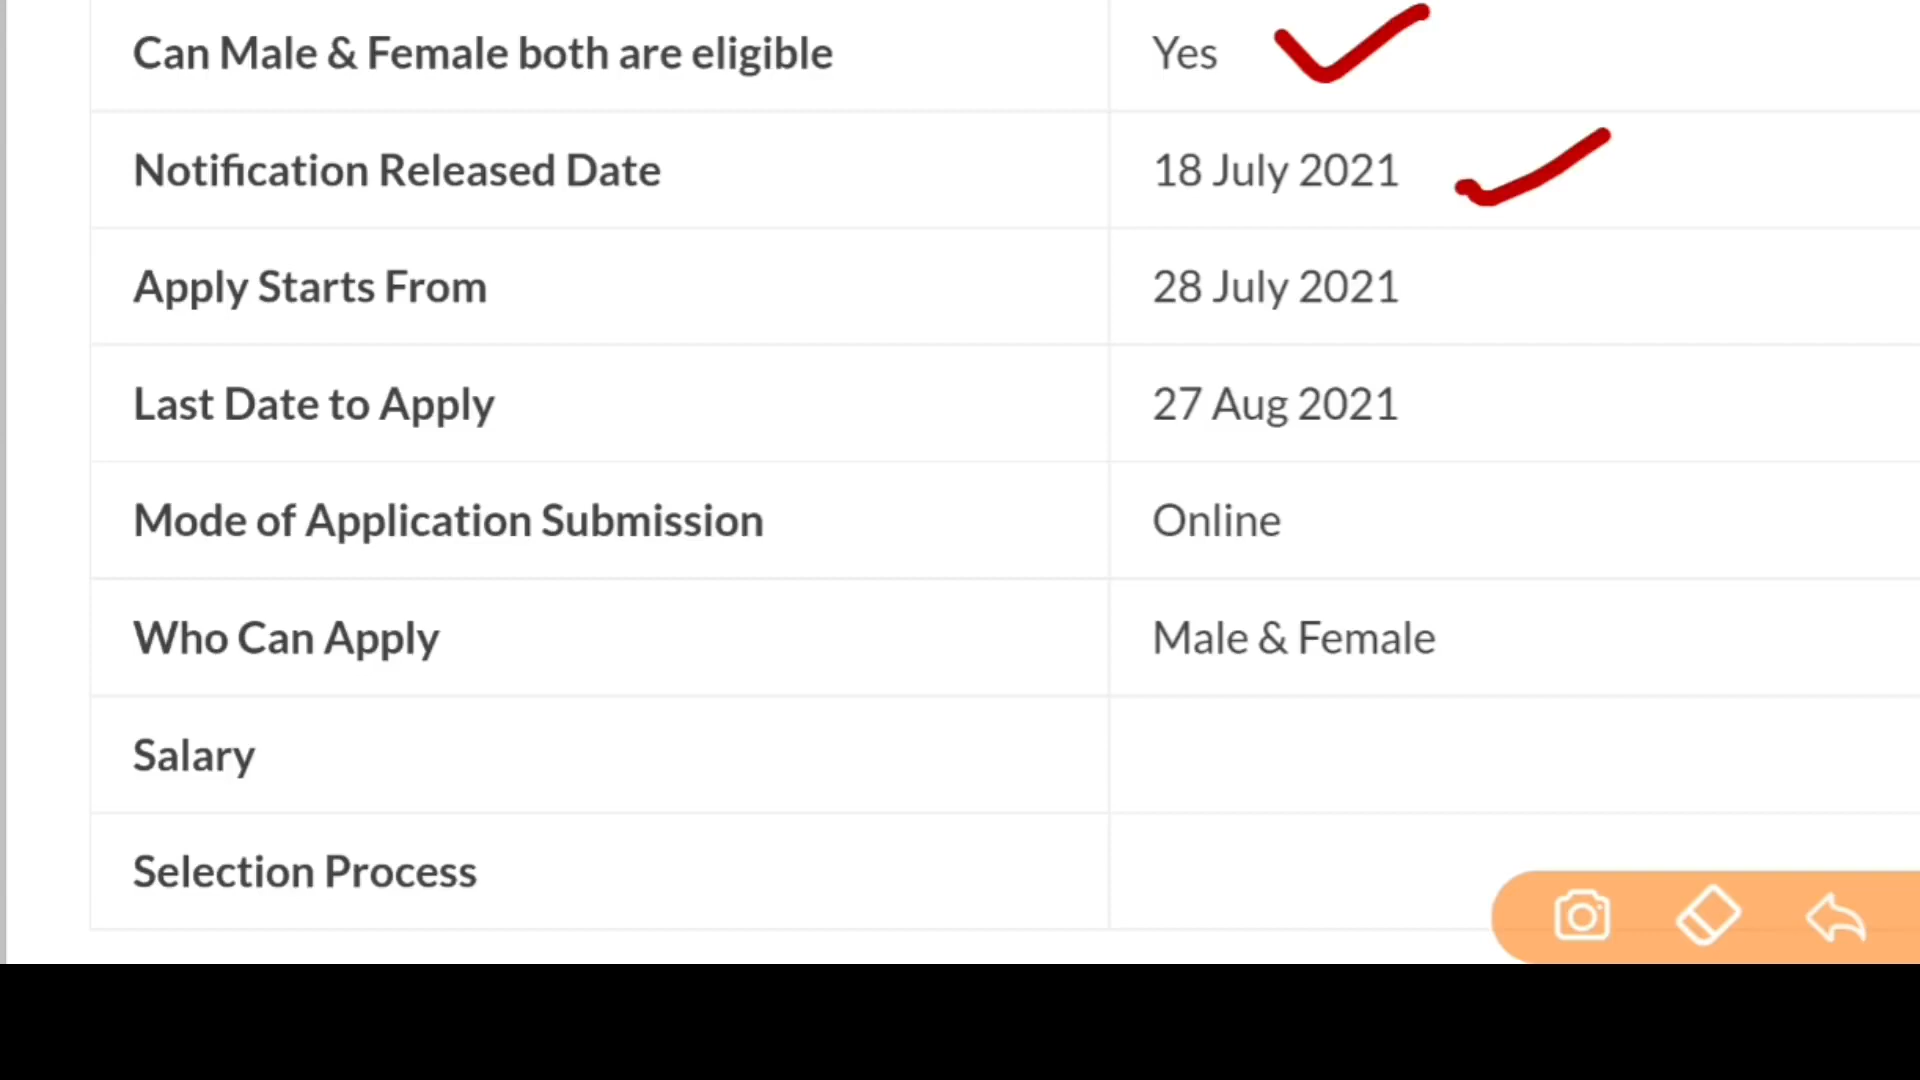 Can Male & Female both are eligible Yes
Notification Released Date 18 July 2021
Apply Starts From 28 July 2021
Last Date to Apply 27 Aug 2021
Mode of Application Submission Online
Who Can Apply Male & Female
Salary
Selection Process